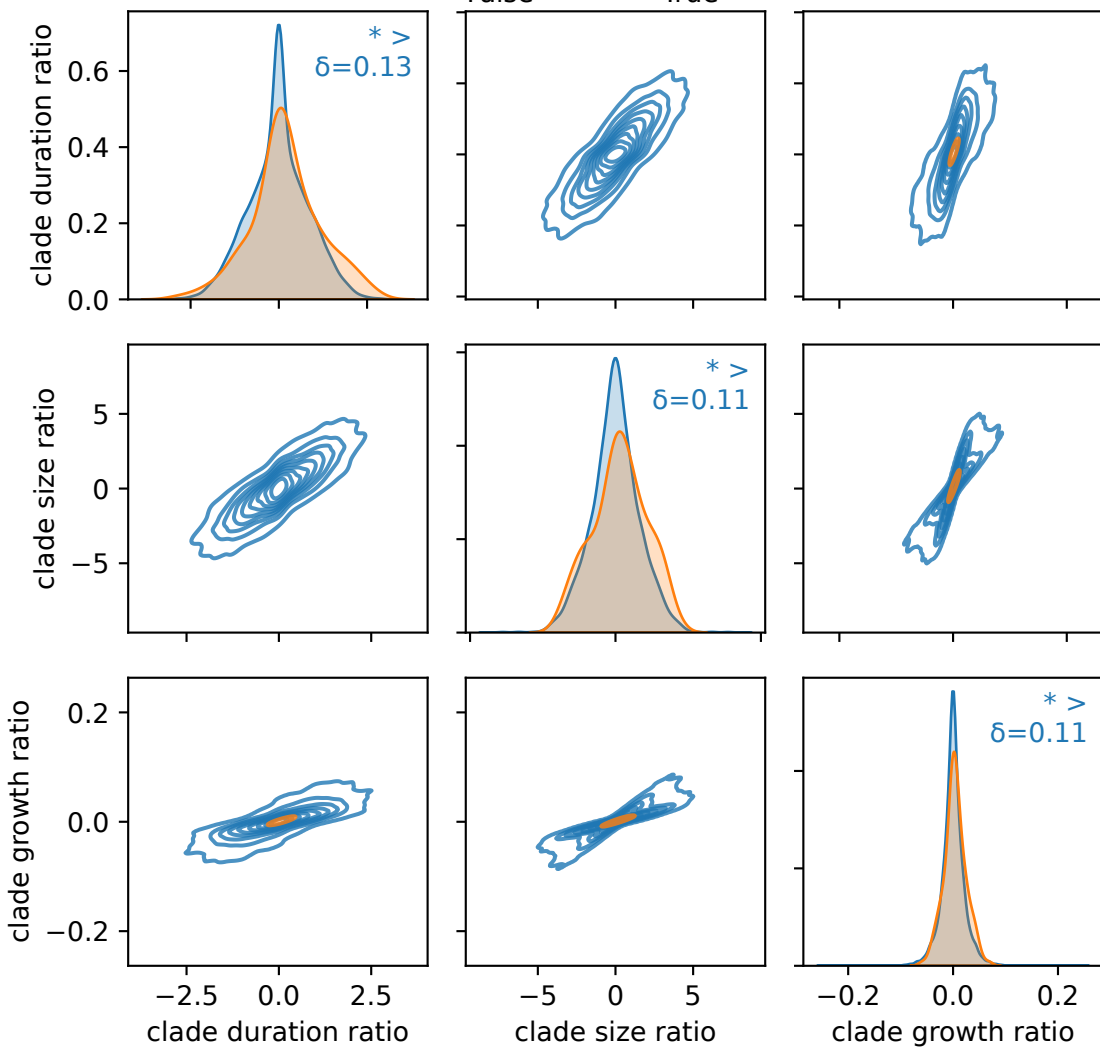 * >
δ=0.13
clade duration ratio
0.6
0.4
0.2
0.0
* >
δ=0.11
clade size ratio
5
0
−5
* >
δ=0.11
clade growth ratio
0.2
0.0
−0.2
−2.5 0.0 2.5 −5 0 5 −0.2 0.0 0.2
clade duration ratio clade size ratio clade growth ratio